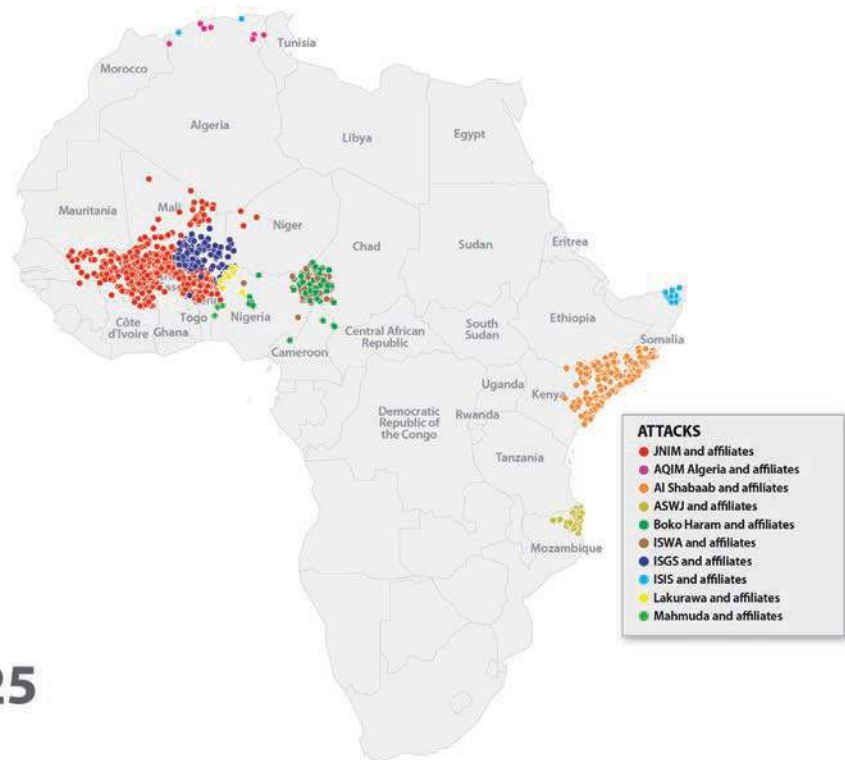 Tunisia
Morocco
Algeria
Libya
Egypt
Mauritania
Mali
Niger
Chad
Sudan
Eritrea
Côte
d'Ivoire
Ghana
Togo
Nigeria
Cameroon
Central African
Republic
South
Sudan
Ethiopia
Somalia
Uganda
Kenya
Democratic
Republic of
the Congo
Rwanda
Tanzania
Mozambique
ATTACKS
JNIM and affiliates
AQIM Algeria and affiliates
Al Shabaab and affiliates
ASWJ and affiliates
Boko Haram and affiliates
ISWA and affiliates
ISGS and affiliates
ISIS and affiliates
Lakurawa and affiliates
Mahmuda and affiliates
25